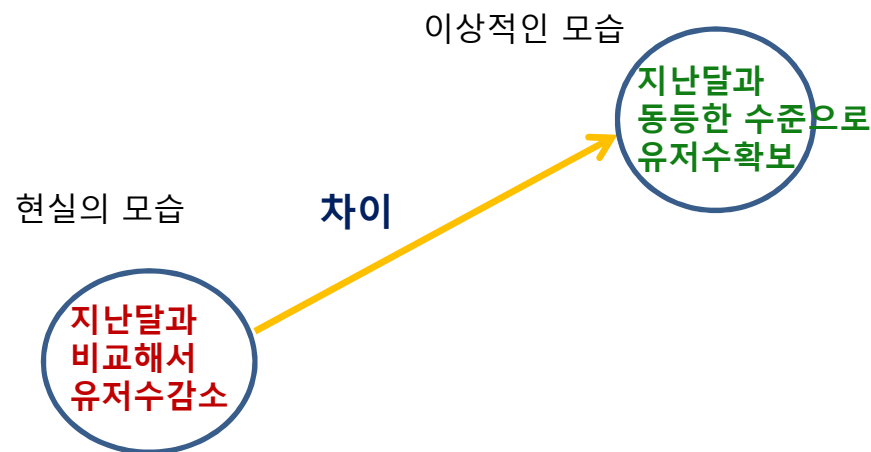 이상적인 모습
지난달과
동등한 수준으로
유저수확보
현실의 모습
차이
지난달과
비교해서
유저수감소